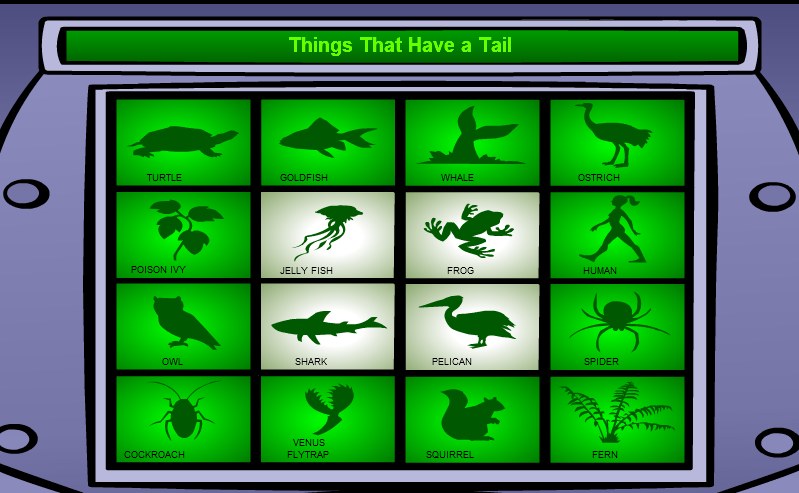 Things That Have a Tail
TURTLE
GOLDFISH
WHALE
OSTRICH
POISON IVY
JELLY FISH
FROG
HUMAN
OWL
SHARK
PELICAN
SPIDER
COCKROACH
VENUS
FLYTRAP
SQUIRREL
FERN